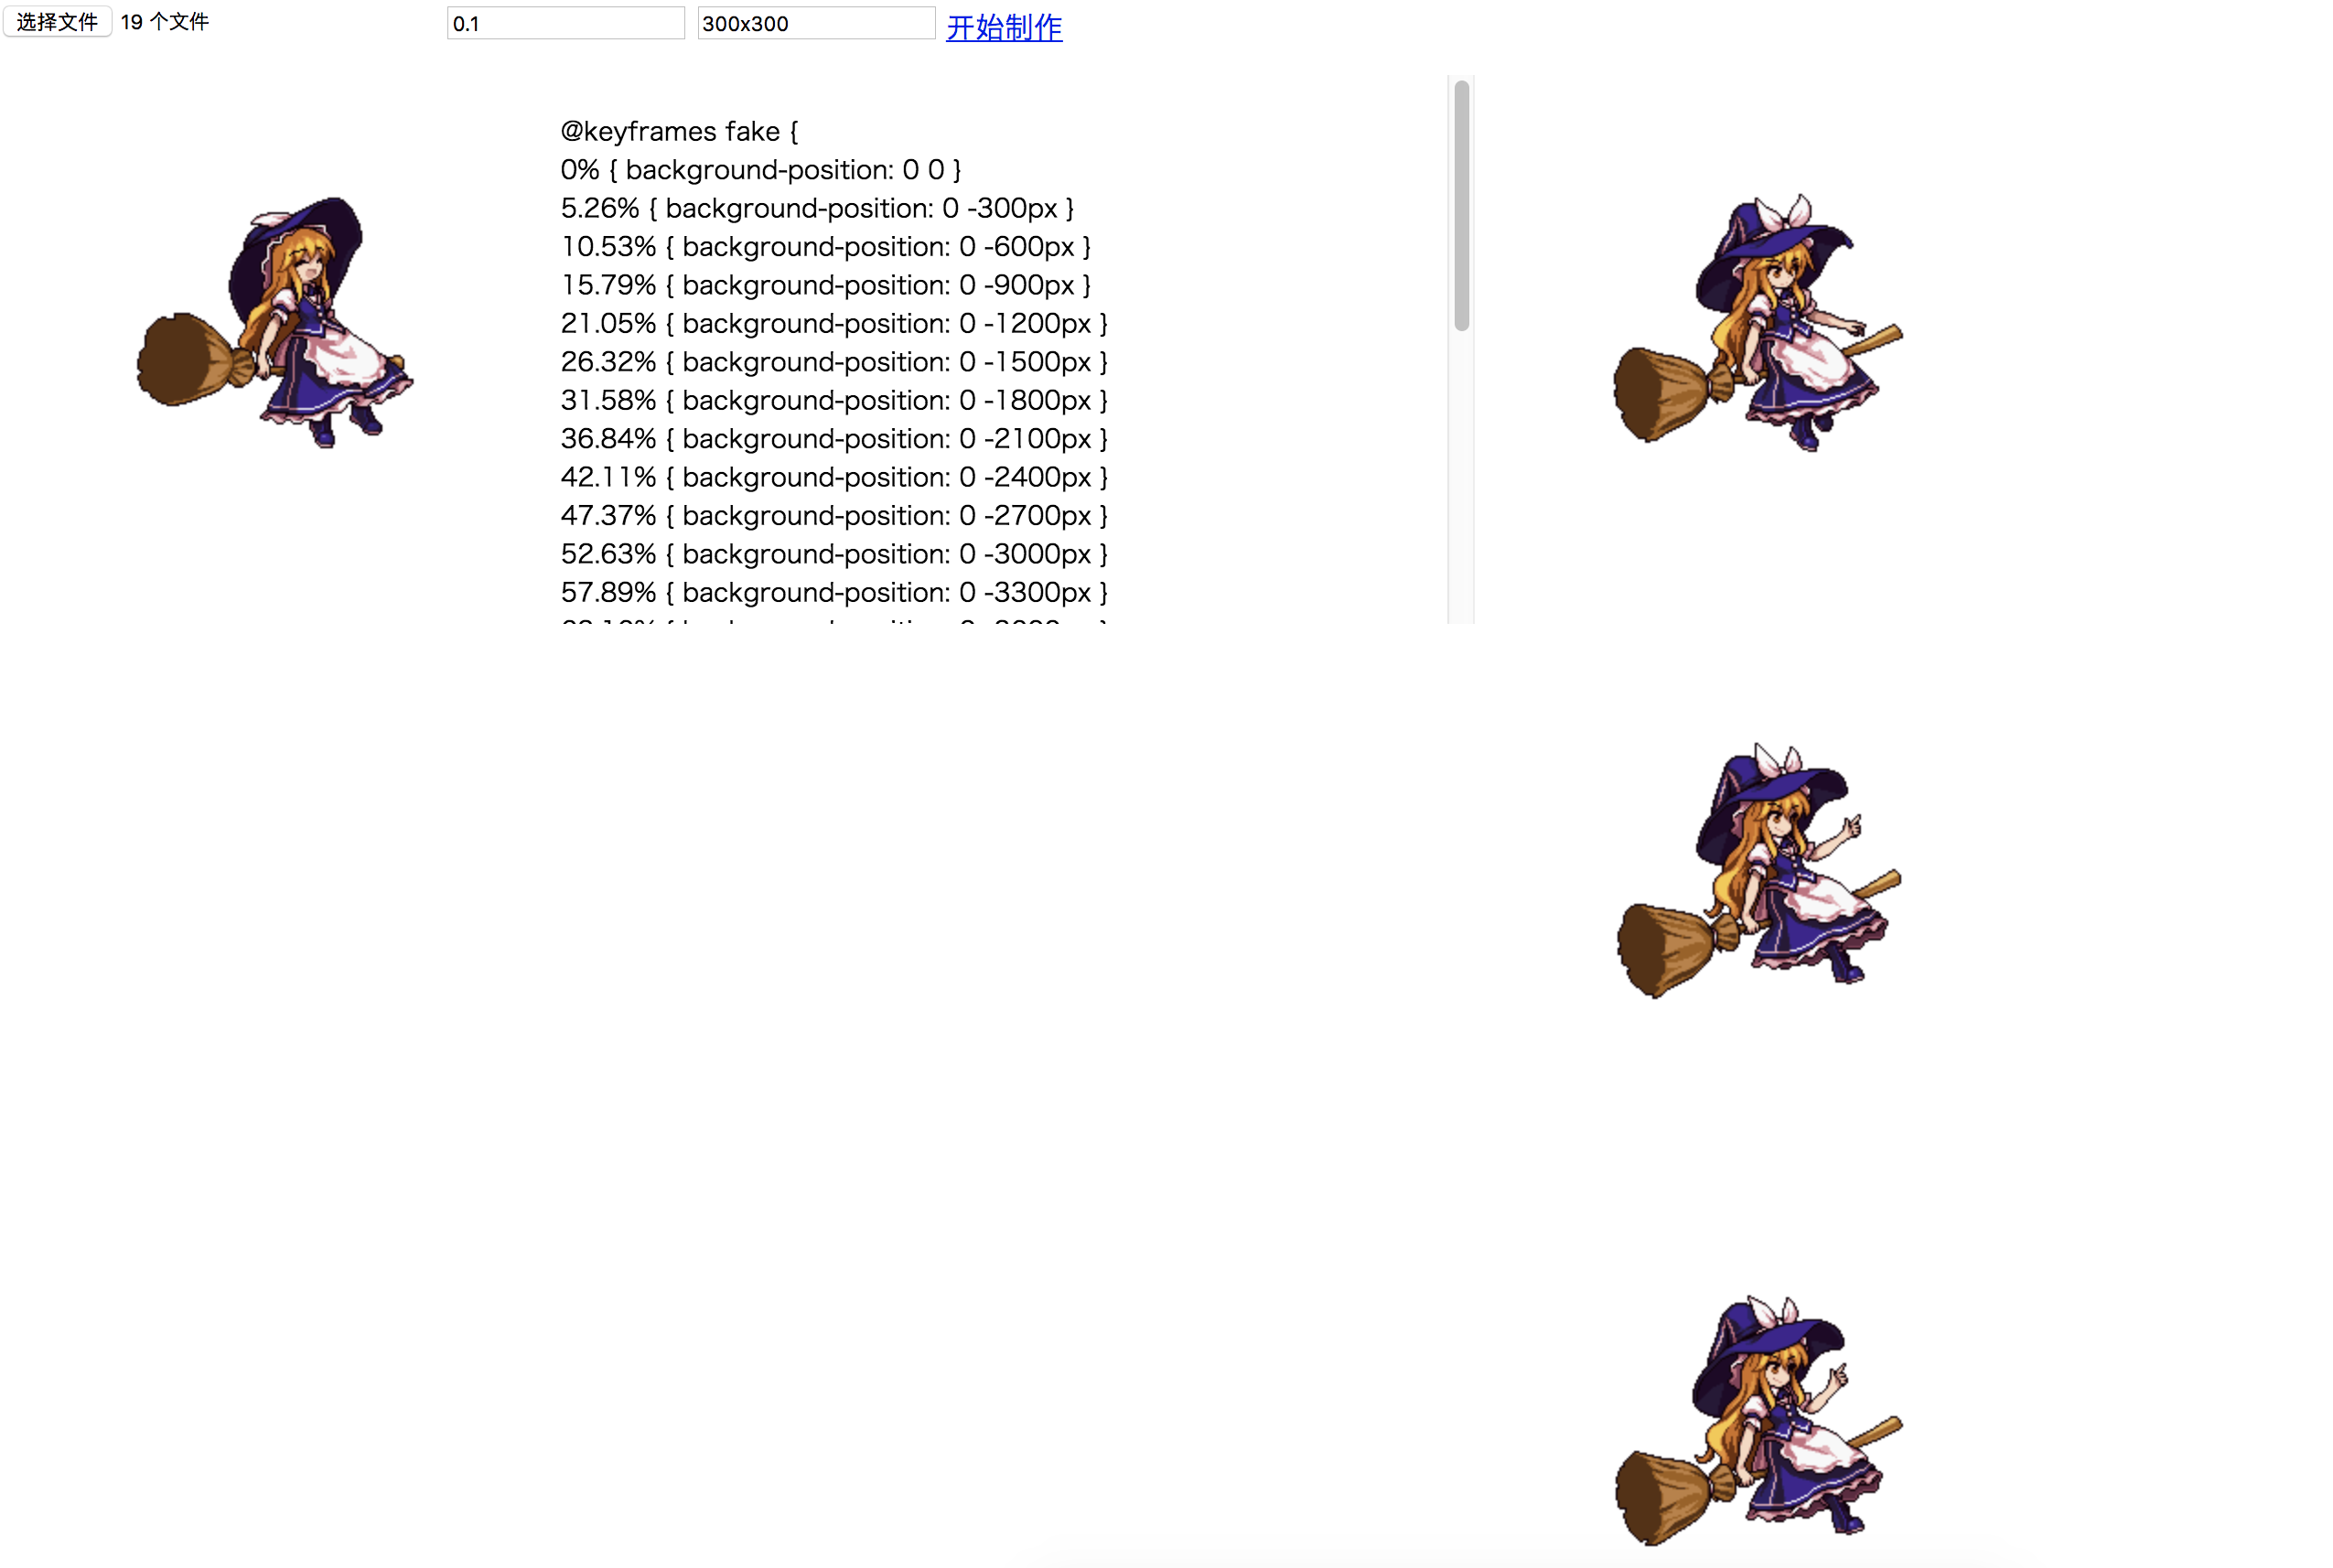 选择文件 19 个文件 0.1 300x300 开始制作
@keyframes fake {
0% { background-position: 0 0 }
5.26% { background-position: 0 -300px }
10.53% { background-position: 0 -600px }
15.79% { background-position: 0 -900px }
21.05% { background-position: 0 -1200px }
26.32% { background-position: 0 -1500px }
31.58% { background-position: 0 -1800px }
36.84% { background-position: 0 -2100px }
42.11% { background-position: 0 -2400px }
47.37% { background-position: 0 -2700px }
52.63% { background-position: 0 -3000px }
57.89% { background-position: 0 -3300px }